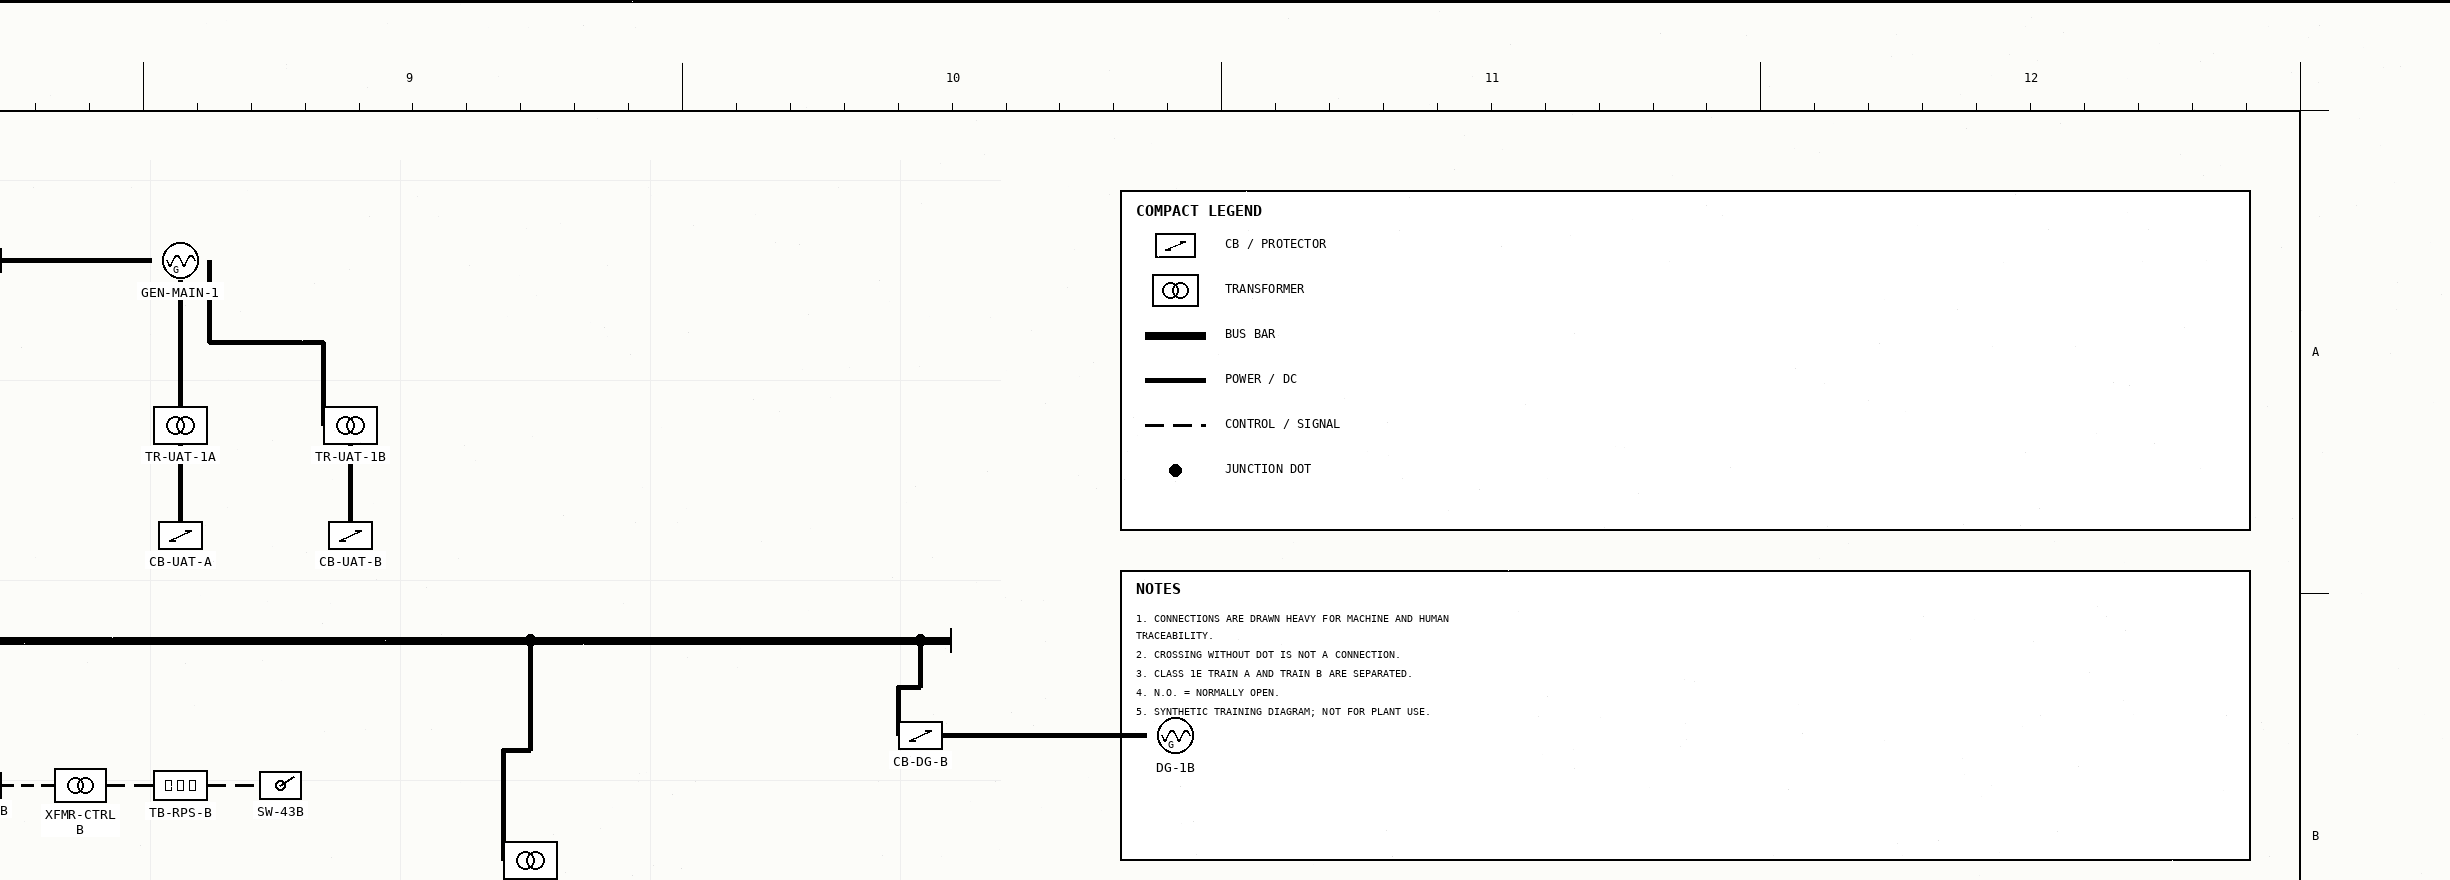 9
10
11
12
COMPACT LEGEND
CB / PROTECTOR
TRANSFORMER
BUS BAR
POWER / DC
CONTROL / SIGNAL
JUNCTION DOT
A
G
GEN-MAIN-1
TR-UAT-1A
TR-UAT-1B
CB-UAT-A
CB-UAT-B
NOTES
1. CONNECTIONS ARE DRAWN HEAVY FOR MACHINE AND HUMAN
TRACEABILITY.
2. CROSSING WITHOUT DOT IS NOT A CONNECTION.
3. CLASS 1E TRAIN A AND TRAIN B ARE SEPARATED.
4. N.O. = NORMALLY OPEN.
5. SYNTHETIC TRAINING DIAGRAM; NOT FOR PLANT USE.
G
CB-DG-B
DG-1B
B
XFMR-CTRL
B
TB-RPS-B
SW-43B
B